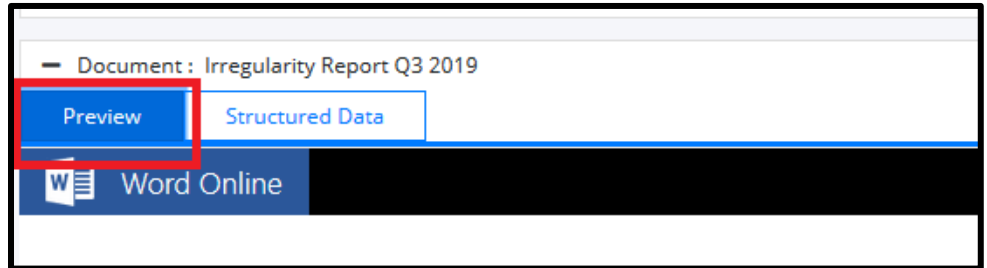 Document : Irregularity Report Q3 2019
Preview Structured Data
W Word Online